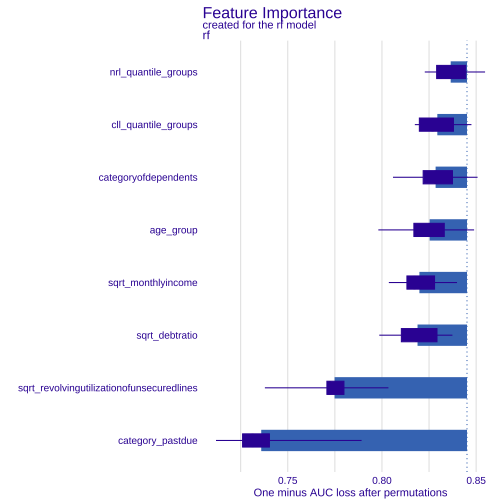 Feature Importance
created for the rf model
rf
nrl_quantile_groups
cll_quantile_groups
categoryofdependents
age_group
sqrt_monthlyincome
sqrt_debtratio
sqrt_revolvingutilizationofunsecuredlines
category_pastdue
0.75 0.80 0.85
One minus AUC loss after permutations